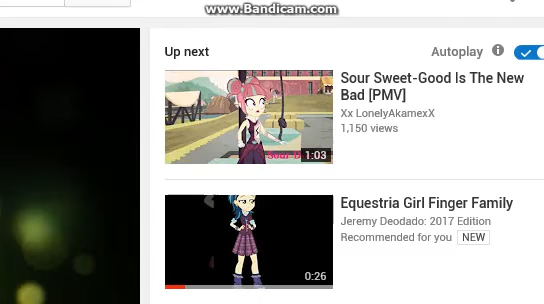 www.Bandicam.com
Up next
Autoplay
Sour Sweet-Good Is The New
Bad [PMV]
Xx LonelyAkamexX
1,150 views
1:03
Equestria Girl Finger Family
Jeremy Deodado: 2017 Edition
Recommended for you NEW
0:26